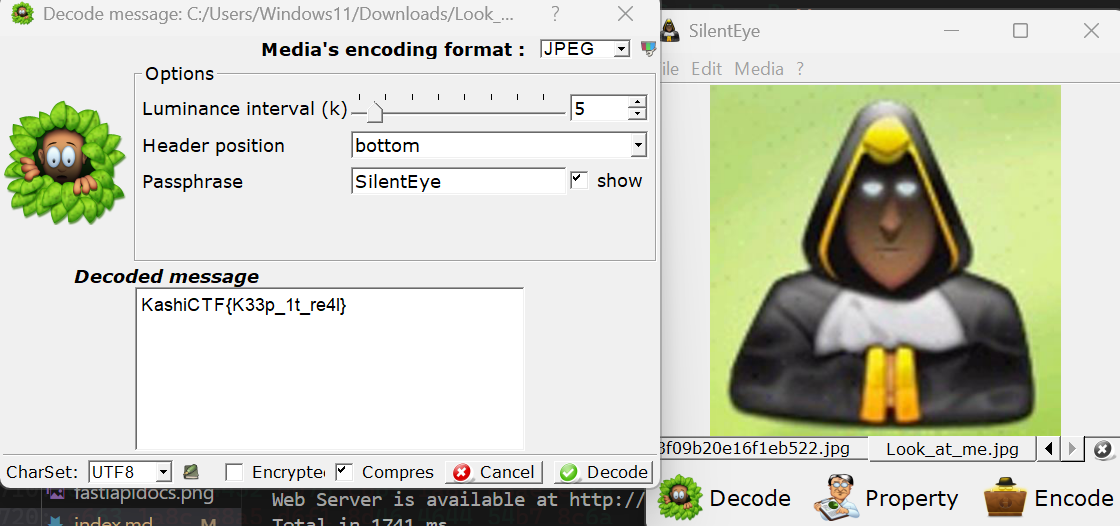 Decode message: C:/Users/Windows11/Downloads/Look_...
?
Media's encoding format :
JPEG
Options
Luminance interval (k)
5
Header position
bottom
Passphrase
SilentEye
show
Decoded message
KashiCTF{K33p_1t_re4l}
CharSet:
UTF8
Encrypted
Compres
Cancel
Decode
fastiapidocs.png
index.md
M
Web Server is available at http://
Total in 1741 ms
SilentEye
ile Edit Media ?
3f09b20e16f1eb522.jpg
Look_at_me.jpg
Decode
Property
Encode